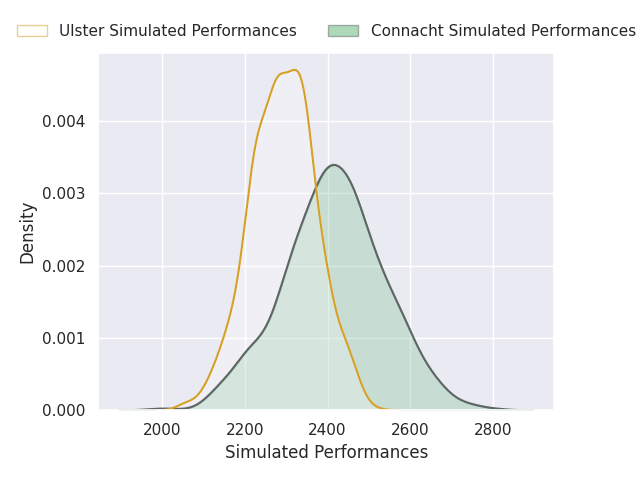 Ulster Simulated Performances
Connacht Simulated Performances
0.004
0.003
0.002
0.001
0.000
Density
2000 2200 2400 2600 2800
Simulated Performances